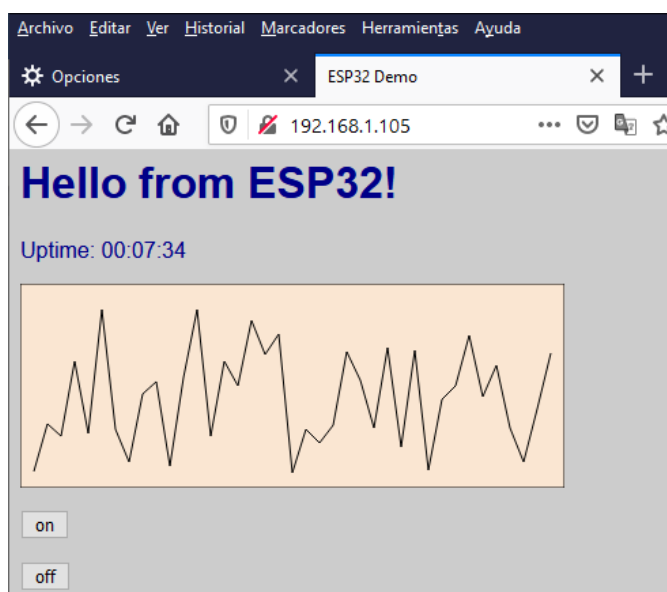 Archivo Editar Ver Historial Marcadores Herramientas Ayuda
Opciones ESP32 Demo
192.168.1.105
Hello from ESP32!
Uptime: 00:07:34
on
off